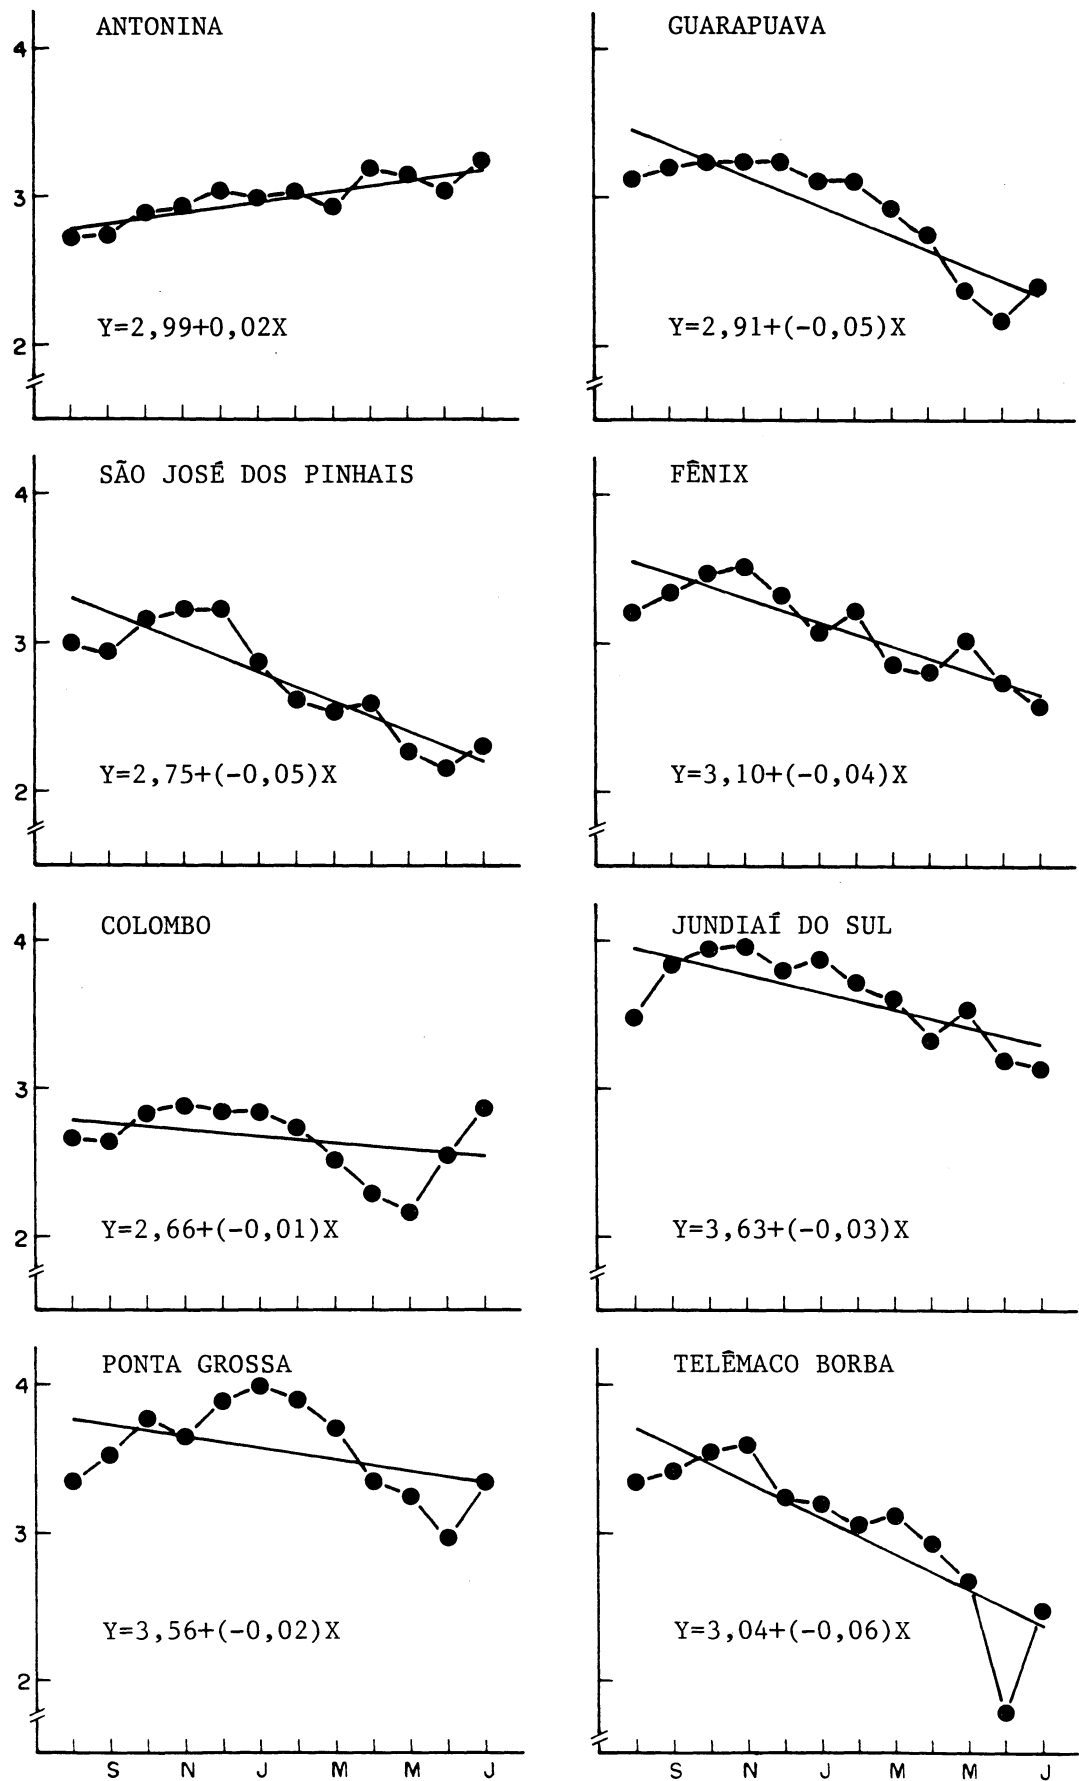 ANTONINA
4
3
2
Y=2,99+0,02X
GUARAPUAVA
Y=2,91+(-0,05)X
SÃO JOSÉ DOS PINHAIS
4
3
2
Y=2,75+(-0,05)X
FÊNIX
Y=3,10+(-0,04)X
COLOMBO
4
3
2
Y=2,66+(-0,01)X
JUNDIAÍ DO SUL
Y=3,63+(-0,03)X
PONTA GROSSA
4
3
2
Y=3,56+(-0,02)X
S N J M M J
TELÊMACO BORBA
Y=3,04+(-0,06)X
S N J M M J